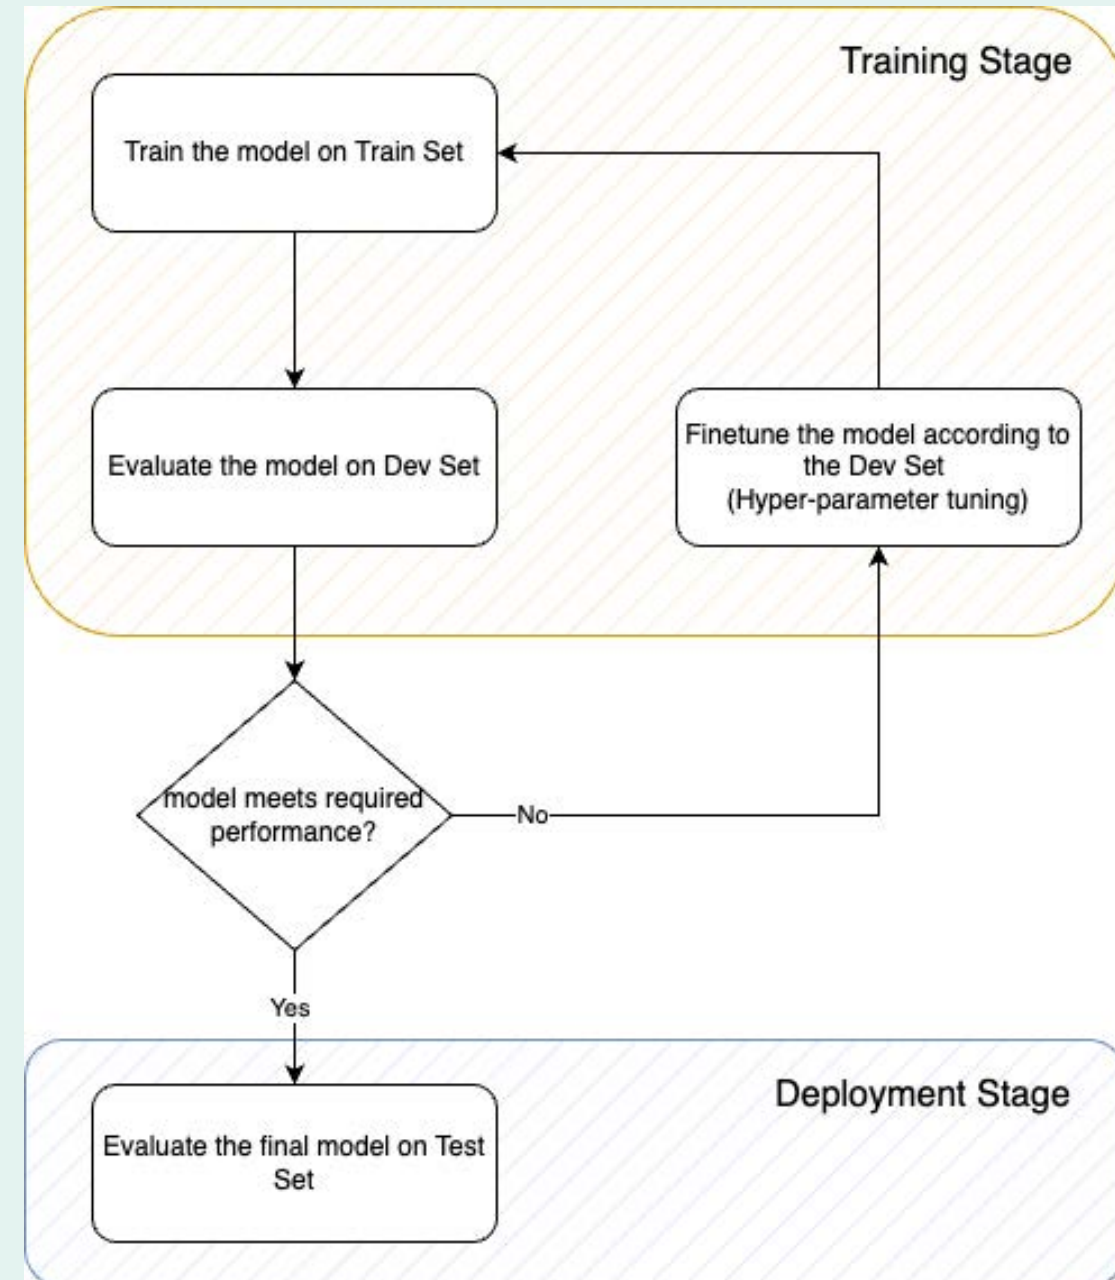 Training Stage
Train the model on Train Set
Evaluate the model on Dev Set
Finetune the model according to
the Dev Set
(Hyper-parameter tuning)
model meets required
performance?
No
Yes
Deployment Stage
Evaluate the final model on Test
Set